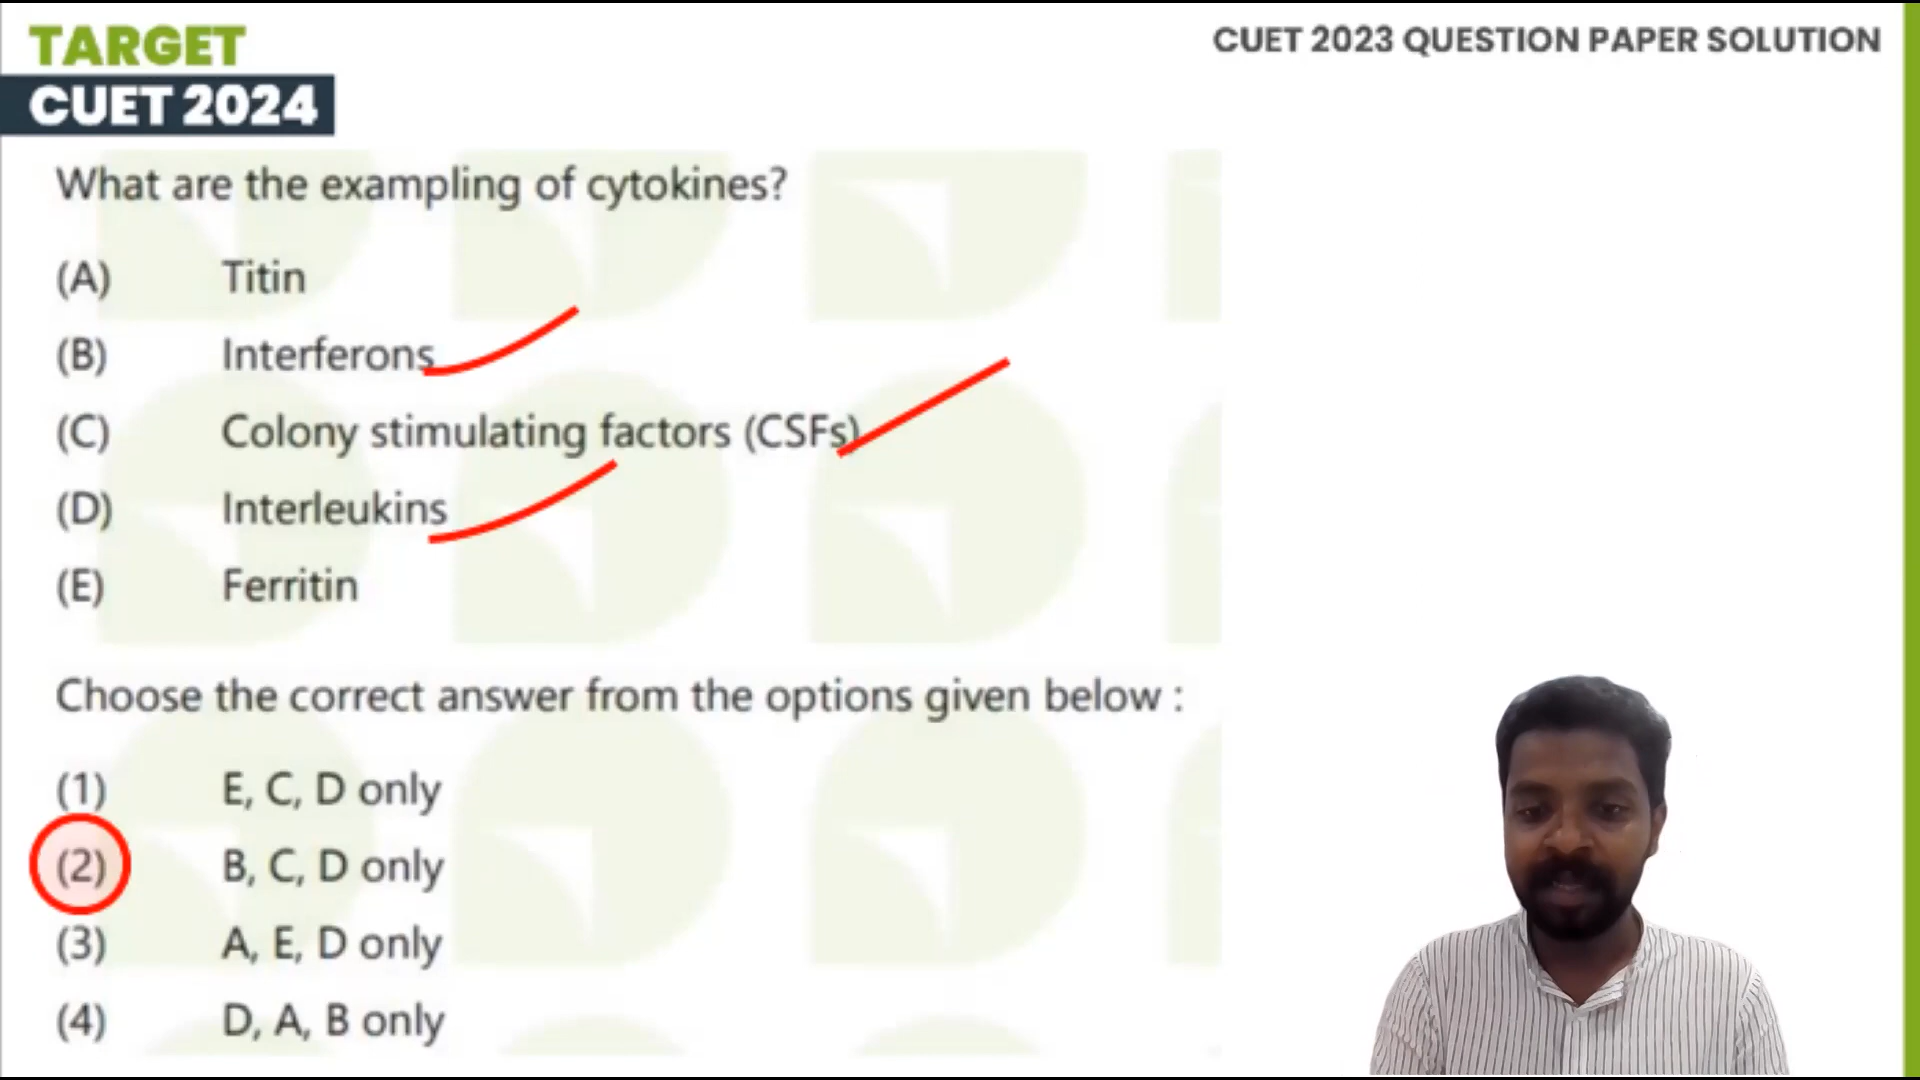 TARGET
CUET 2024
CUET 2023 QUESTION PAPER SOLUTION
What are the exampling of cytokines?
(A) Titin
(B) Interferons
(C) Colony stimulating factors (CSFs)
(D) Interleukins
(E) Ferritin
Choose the correct answer from the options given below :
(1) E, C, D only
(2) B, C, D only
(3) A, E, D only
(4) D, A, B only